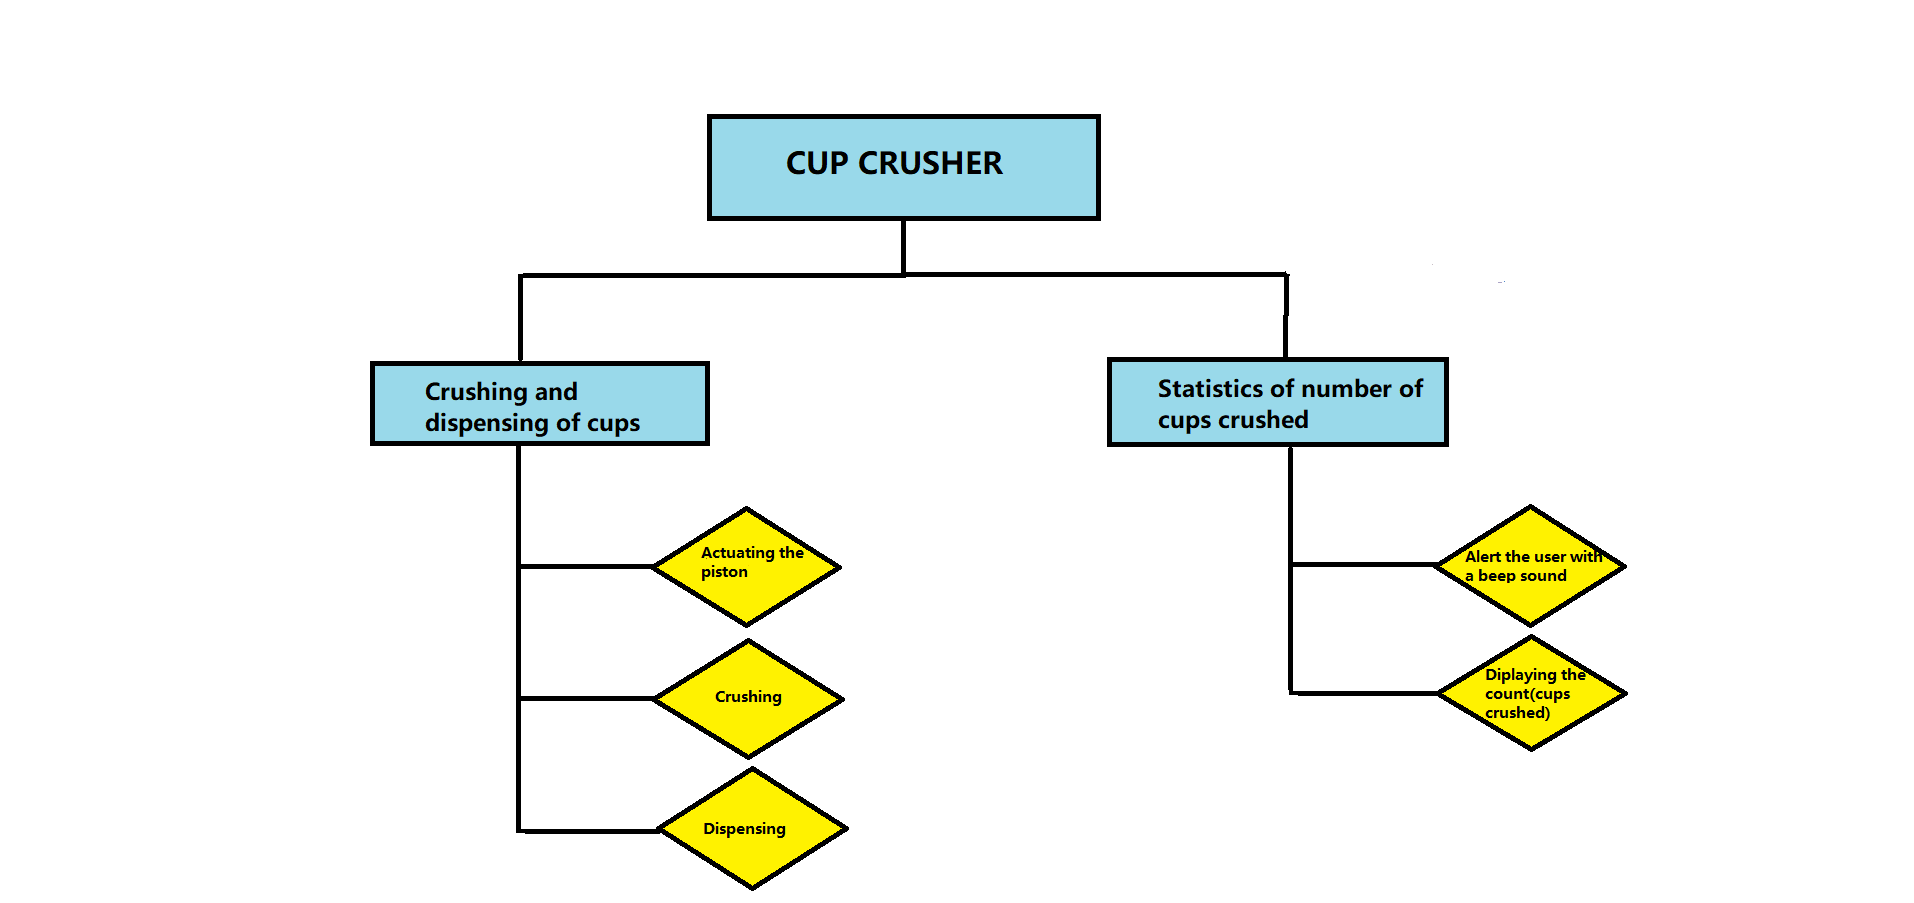 CUP CRUSHER
Crushing and
dispensing of cups
Statistics of number of
cups crushed
Actuating the
piston
Alert the user with
a beep sound
Crushing
Diplaying the
count(cups
crushed)
Dispensing